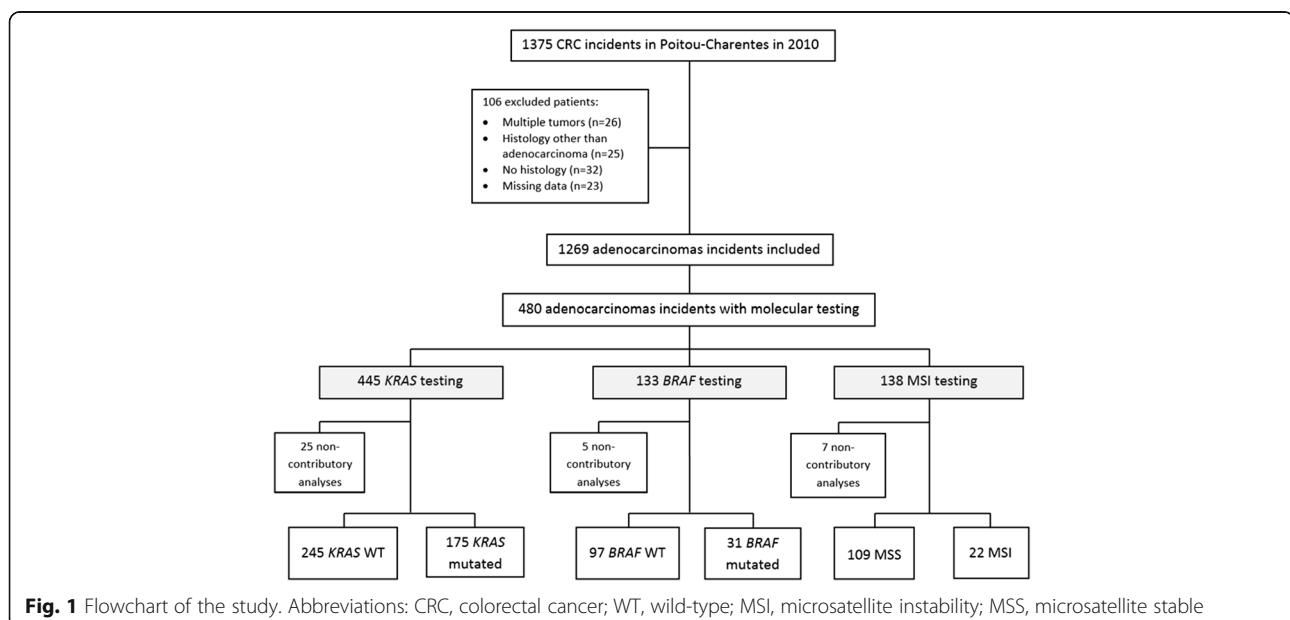 1375 CRC incidents in Poitou-Charentes in 2010
106 excluded patients:
• Multiple tumors (n=26)
• Histology other than
adenocarcinoma (n=25)
• No histology (n=32)
• Missing data (n=23)
1269 adenocarcinomas incidents included
480 adenocarcinomas incidents with molecular testing
445 KRAS testing
133 BRAF testing
138 MSI testing
25 non-
contributory
analyses
5 non-
contributory
analyses
7 non-
contributory
analyses
245 KRAS WT
175 KRAS
mutated
97 BRAF WT
31 BRAF
mutated
109 MSS
22 MSI
Fig. 1 Flowchart of the study. Abbreviations: CRC, colorectal cancer; WT, wild-type; MSI, microsatellite instability; MSS, microsatellite stable